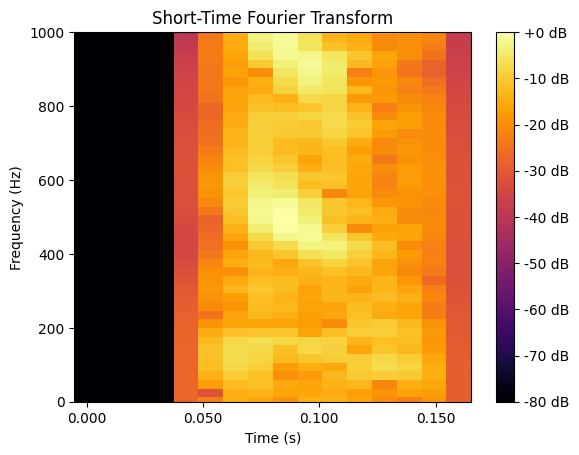 Short-Time Fourier Transform
1000
800
600
400
200
0
Frequency (Hz)
0.000
0.050
0.100
0.150
Time (s)
+0 dB
-10 dB
-20 dB
-30 dB
-40 dB
-50 dB
-60 dB
-70 dB
-80 dB